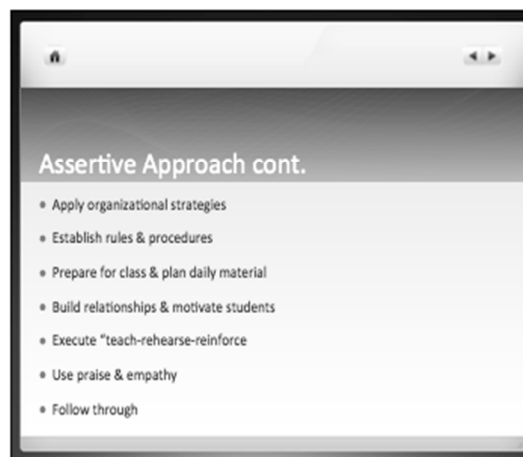 Assertive Approach cont.
Apply organizational strategies
Establish rules & procedures
Prepare for class & plan daily material
Build relationships & motivate students
Execute "teach-rehearse-reinforce
Use praise & empathy
Follow through